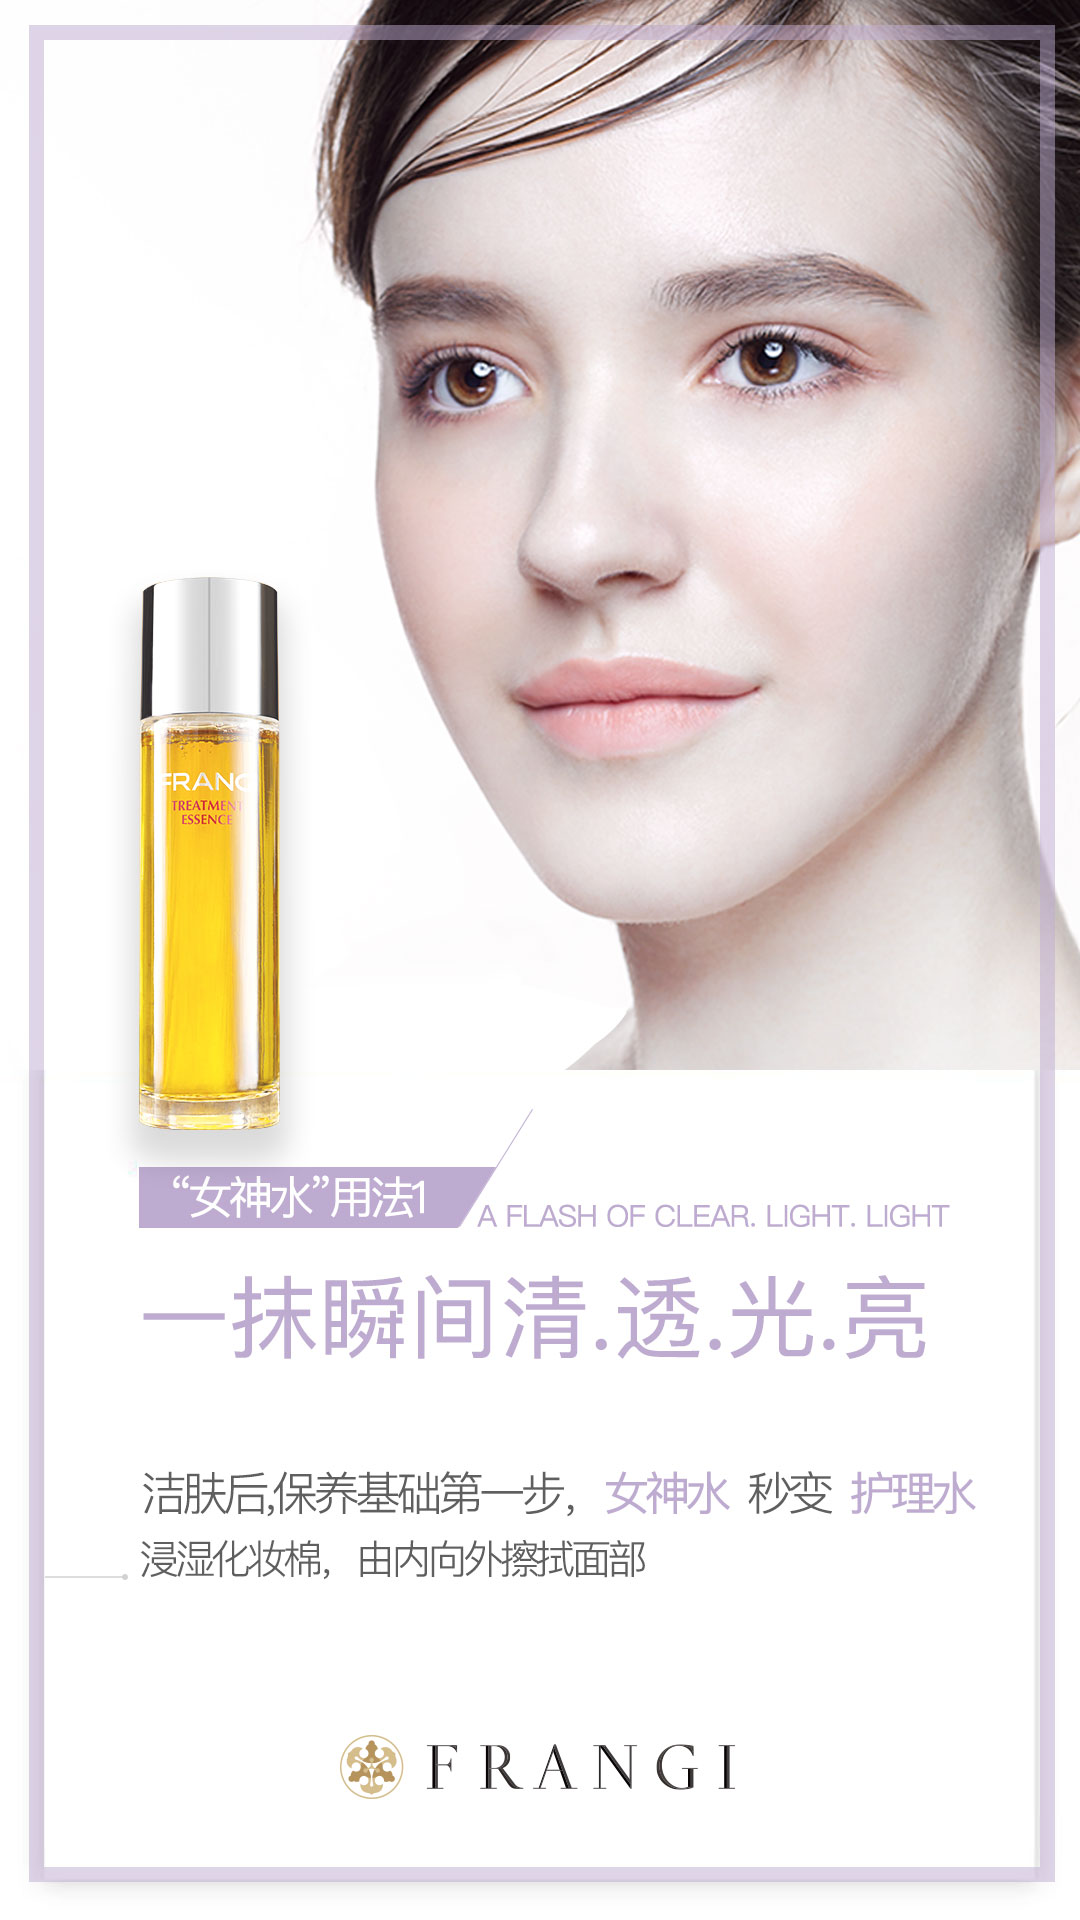 FRANG
TREATMENT
ESSENCE
“女神水”用法1
A FLASH OF CLEAR. LIGHT. LIGHT
一抹瞬间清.透.光.亮
洁肤后,保养基础第一步，女神水 秒变 护理水
浸湿化妆棉，由内向外擦拭面部
FRANGI